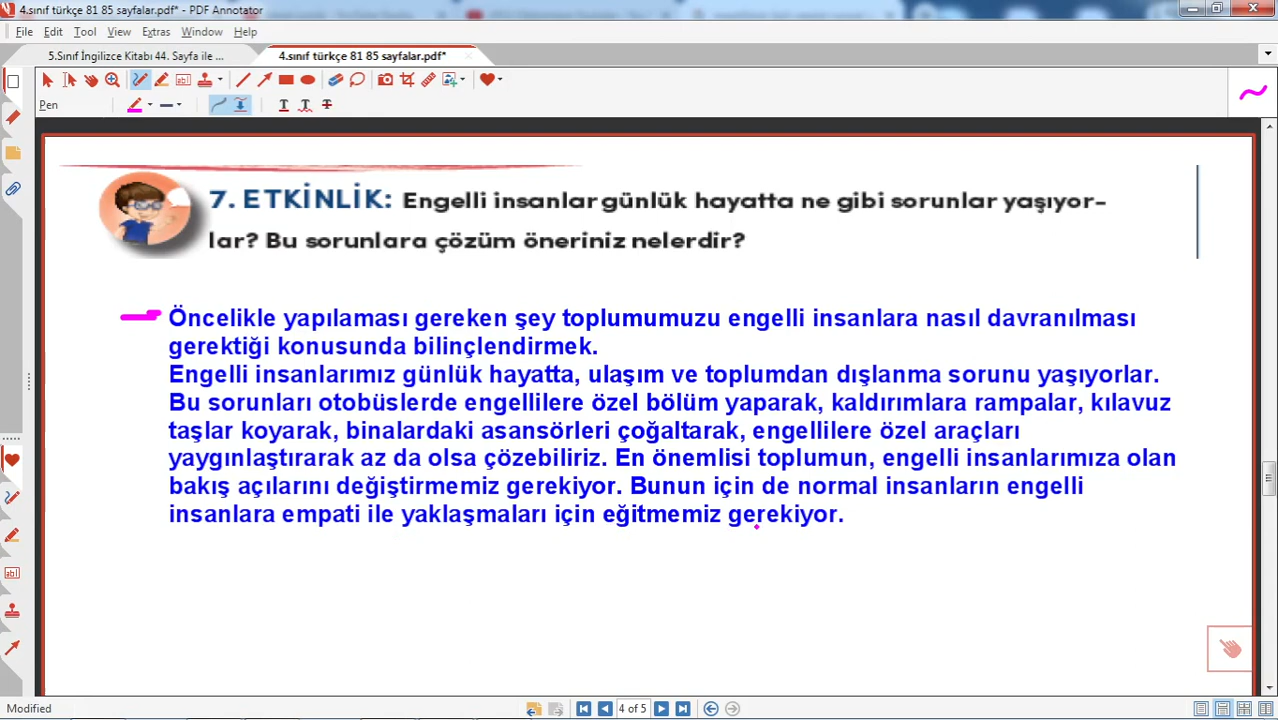 4.sınıf türkçe 81 85 sayfalar.pdf* - PDF Annotator
File Edit Tool View Extras Window Help
5.Sınıf İngilizce Kitabı 44. Sayfa ile ... 4.sınıf türkçe 81 85 sayfalar.pdf*
Pen
7. ETKİNLİK: Engelli insanlar günlük hayatta ne gibi sorunlar yaşıyor-
lar? Bu sorunlara çözüm öneriniz nelerdir?
Öncelikle yapılaması gereken şey toplumumuzu engelli insanlara nasıl davranılması
gerektiği konusunda bilinçlendirmek.
Engelli insanlarımız günlük hayatta, ulaşım ve toplumdan dışlanma sorunu yaşıyorlar.
Bu sorunları otobüslerde engellilere özel bölüm yaparak, kaldırımlara rampalar, kılavuz
taşlar koyarak, binalardaki asansörleri çoğaltarak, engellilere özel araçları
yaygınlaştırarak az da olsa çözebiliriz. En önemlisi toplumun, engelli insanlarımıza olan
bakış açılarını değiştirmemiz gerekiyor. Bunun için de normal insanların engelli
insanlara empati ile yaklaşmaları için eğitmemiz gerekiyor.
Modified 4 of 5